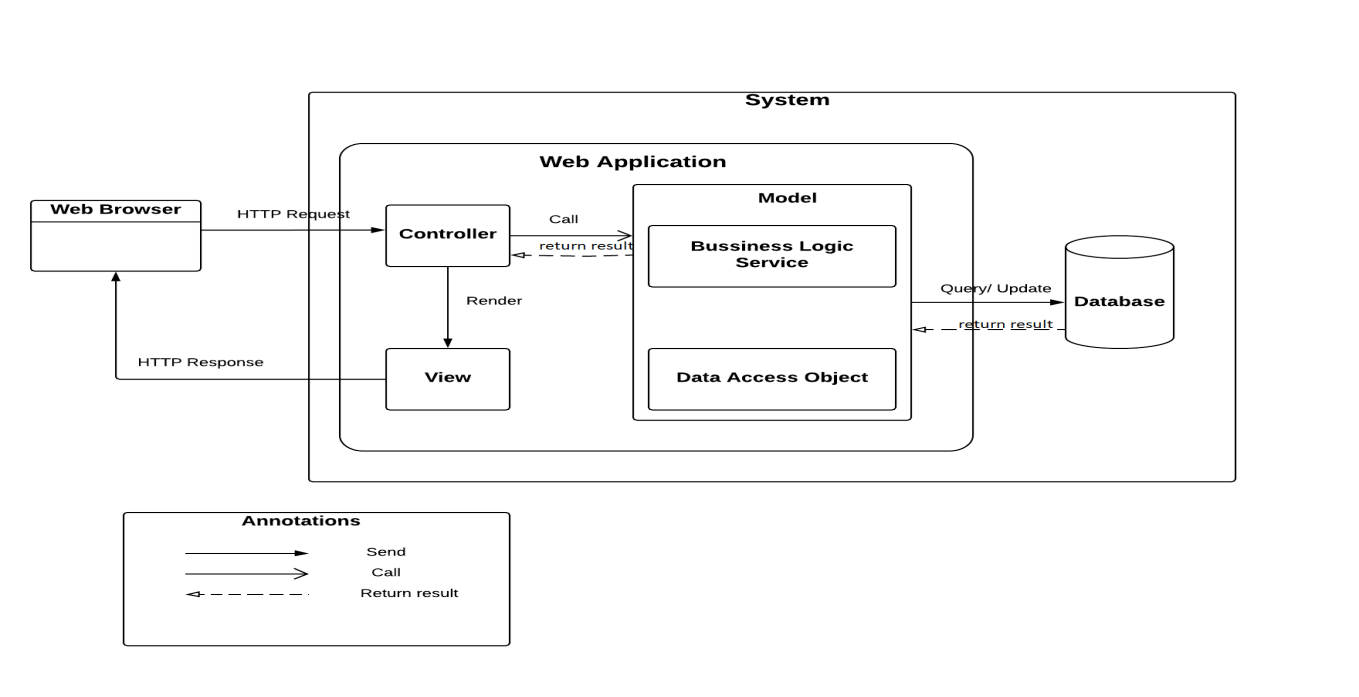 System
Web Application
Model
Web Browser
HTTP Request
Controller
Call
return result
Bussiness Logic
Service
Query/ Update
Database
return result
Render
HTTP Response
View
Data Access Object
Annotations
Send
Call
Return result